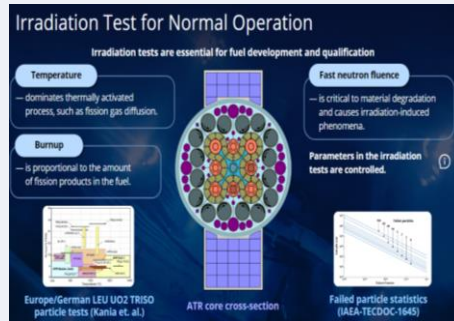 Irradiation Test for Normal Operation
Irradiation tests are essential for fuel development and qualification
Temperature
— dominates thermally activated
process, such as fission gas diffusion.
Burnup
— is proportional to the amount
of fission products in the fuel.
Fast neutron fluence
— is critical to material degradation
and causes irradiation-induced
phenomena.
Parameters in the irradiation
tests are controlled.
Europe/German LEU UO2 TRISO
particle tests (Kania et. al.)
ATR core cross-section
Failed particle statistics
(IAEA-TECDOC-1645)